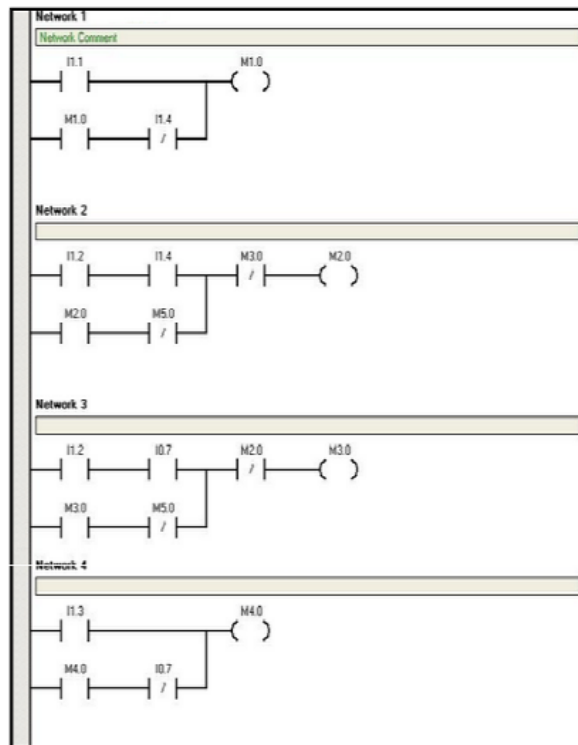 Network 1
Network Comment
I1.1 M1.0
M1.0 I1.4
Network 2
I1.2 I1.4 M3.0 M2.0
M2.0 M5.0
Network 3
I1.2 I0.7 M2.0 M3.0
M3.0 M5.0
Network 4
I1.3 M4.0
M4.0 I0.7